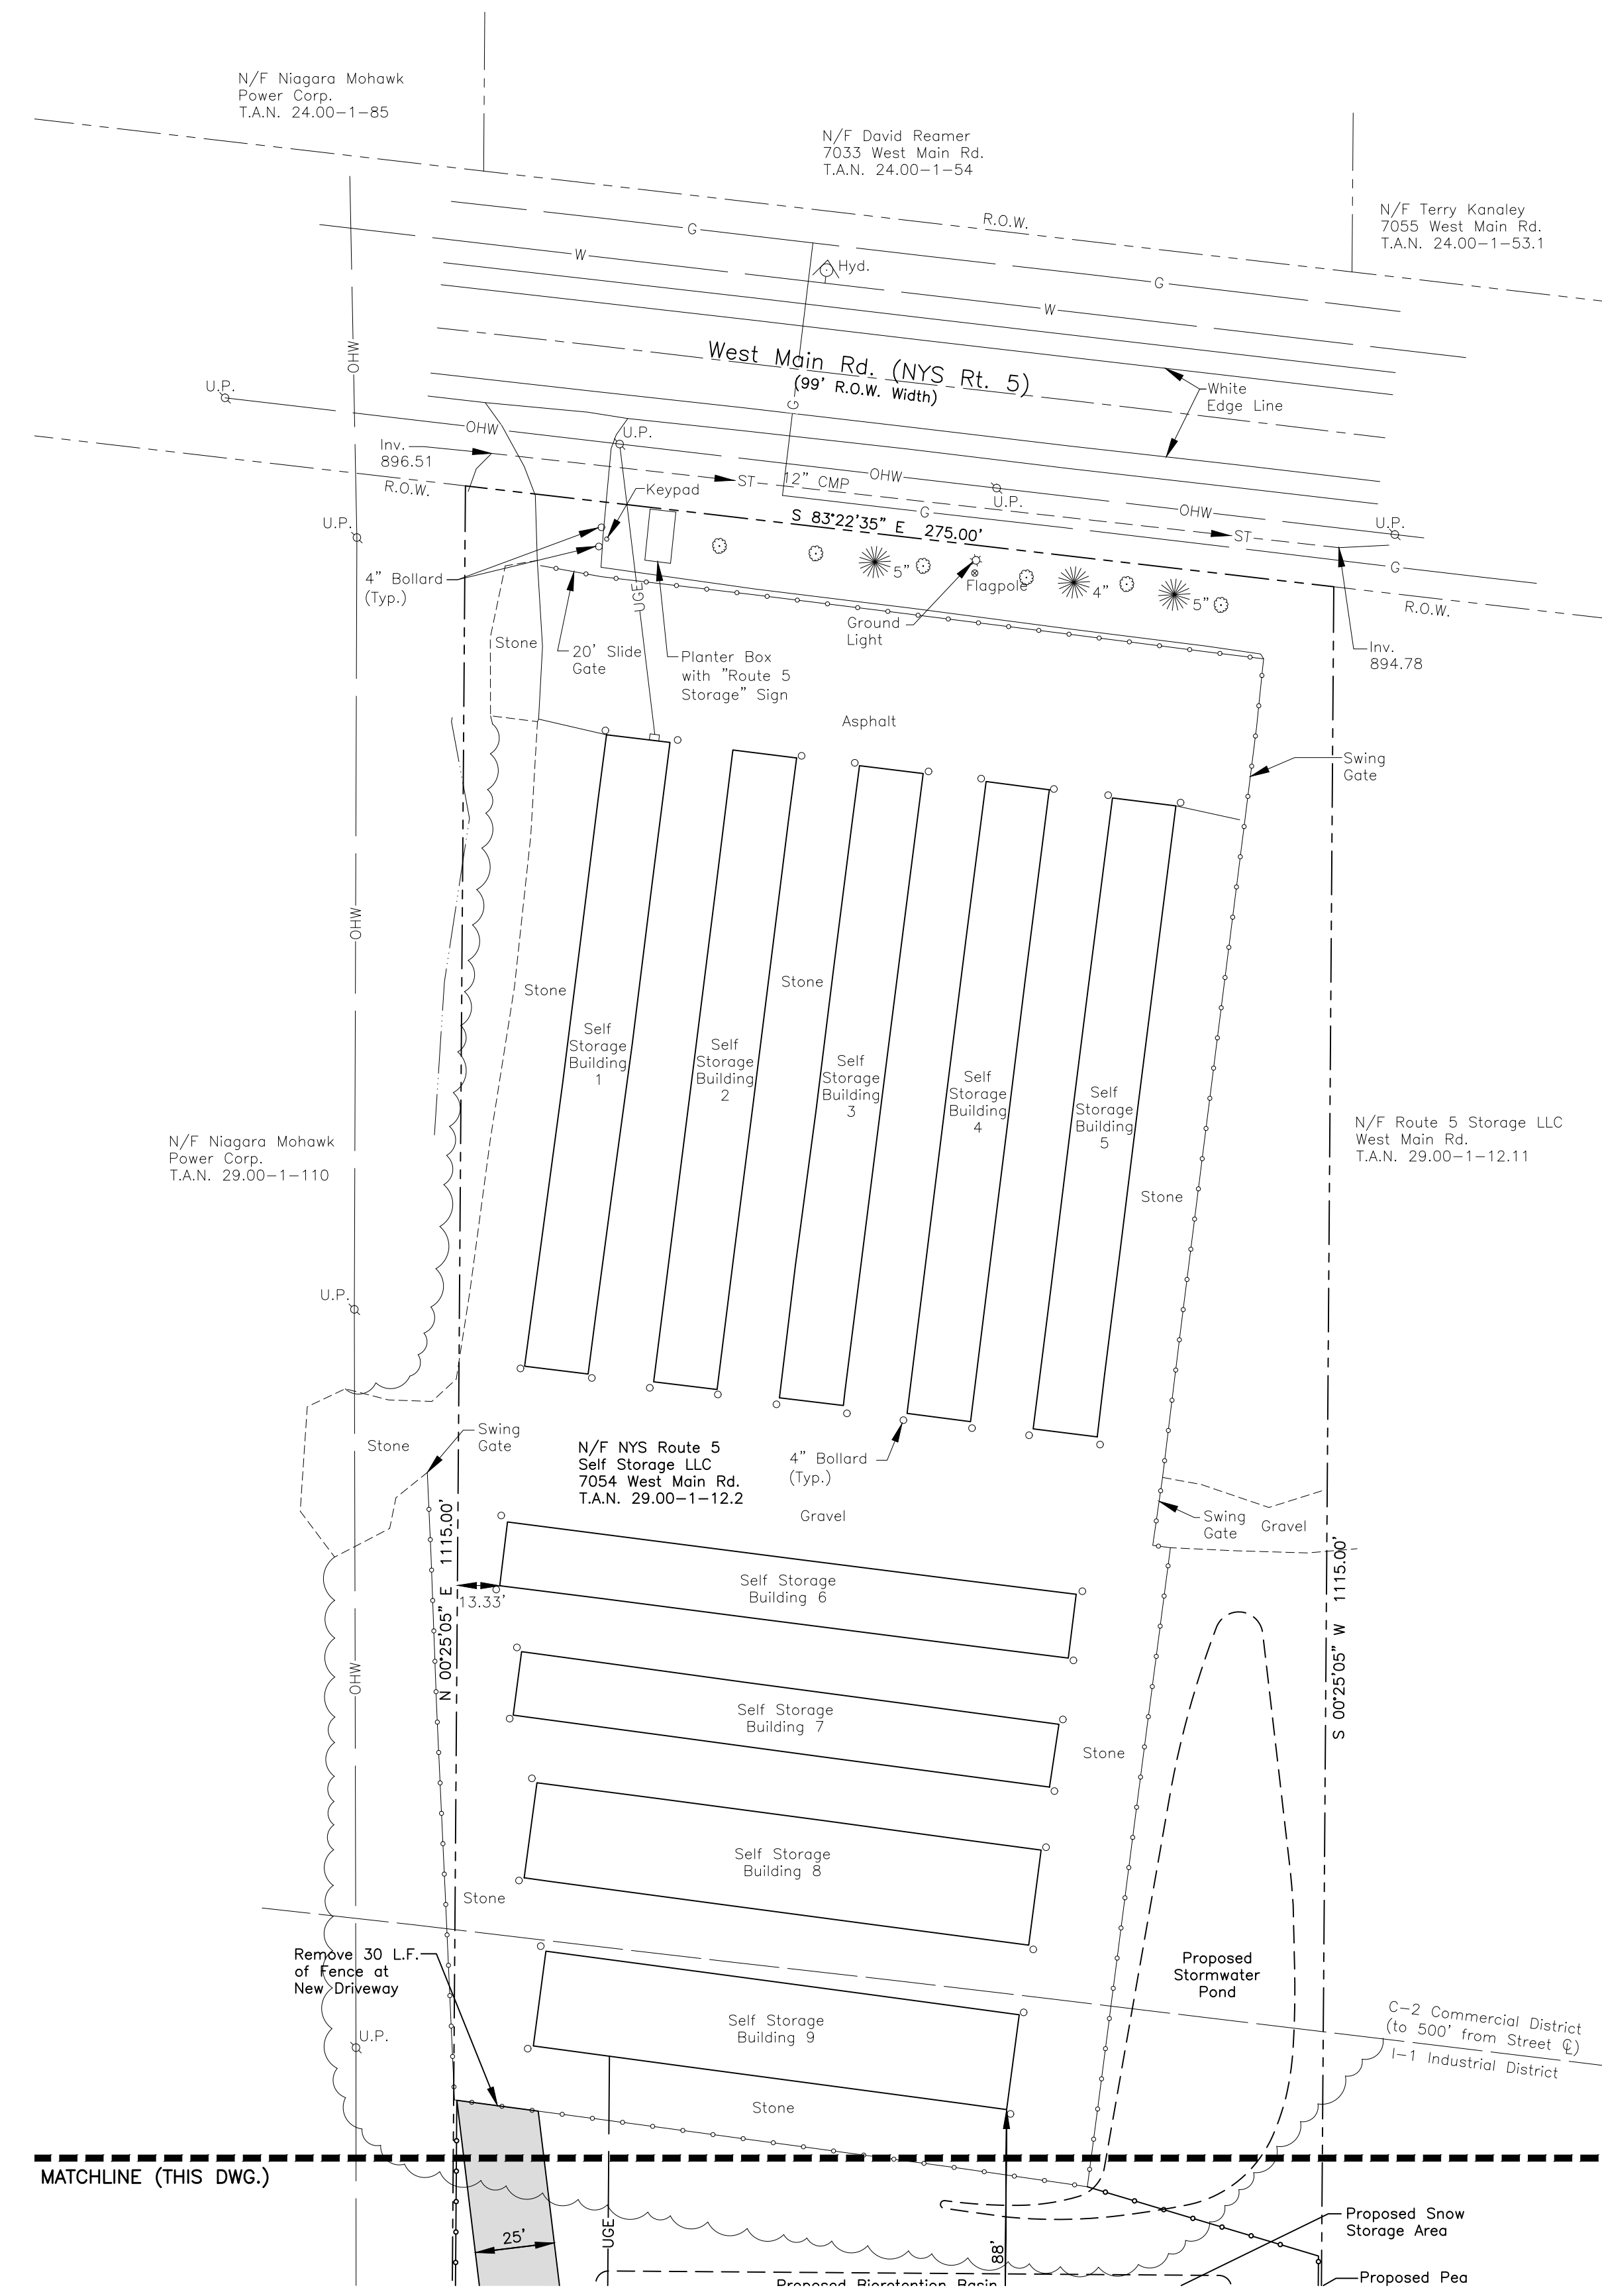 N/F Niagara Mohawk
Power Corp.
T.A.N. 24.00-1-85
N/F David Reamer
7033 West Main Rd.
T.A.N. 24.00-1-54
N/F Terry Kanaley
7055 West Main Rd.
T.A.N. 24.00-1-53.1
R.O.W.
G
W
Hyd.
G
W
OHW
West Main Rd. (NYS Rt. 5)
(99' R.O.W. Width)
G
White
Edge Line
U.P.
OHW
U.P.
Inv.
896.51
R.O.W.
ST
12" CMP
OHW
U.P.
Keypad
G
OHW
U.P.
ST
S 83°22'35" E 275.00'
U.P.
4" Bollard
(Typ.)
UGE
5"
Flagpole
4"
5"
G
R.O.W.
Ground
Light
Inv.
894.78
Stone
20' Slide
Gate
Planter Box
with "Route 5
Storage" Sign
Asphalt
Swing
Gate
OHW
Stone
Stone
Self
Storage
Building
1
Self
Storage
Building
2
Self
Storage
Building
3
Self
Storage
Building
4
Self
Storage
Building
5
N/F Niagara Mohawk
Power Corp.
T.A.N. 29.00-1-110
N/F Route 5 Storage LLC
West Main Rd.
T.A.N. 29.00-1-12.11
Stone
U.P.
Stone
Swing
Gate
N/F NYS Route 5
Self Storage LLC
7054 West Main Rd.
T.A.N. 29.00-1-12.2
4" Bollard
(Typ.)
Gravel
Swing
Gate
Gravel
N 00°25'05" E 1115.00'
13.33'
Self Storage
Building 6
S 00°25'05" W 1115.00'
OHW
Self Storage
Building 7
Stone
Self Storage
Building 8
Stone
Remove 30 L.F.
of Fence at
New Driveway
Proposed
Stormwater
Pond
Self Storage
Building 9
U.P.
C-2 Commercial District
(to 500' from Street ℄)
I-1 Industrial District
Stone
MATCHLINE (THIS DWG.)
25'
UGE
88'
Proposed Snow
Storage Area
Proposed Bioretention Basin
Proposed Pea